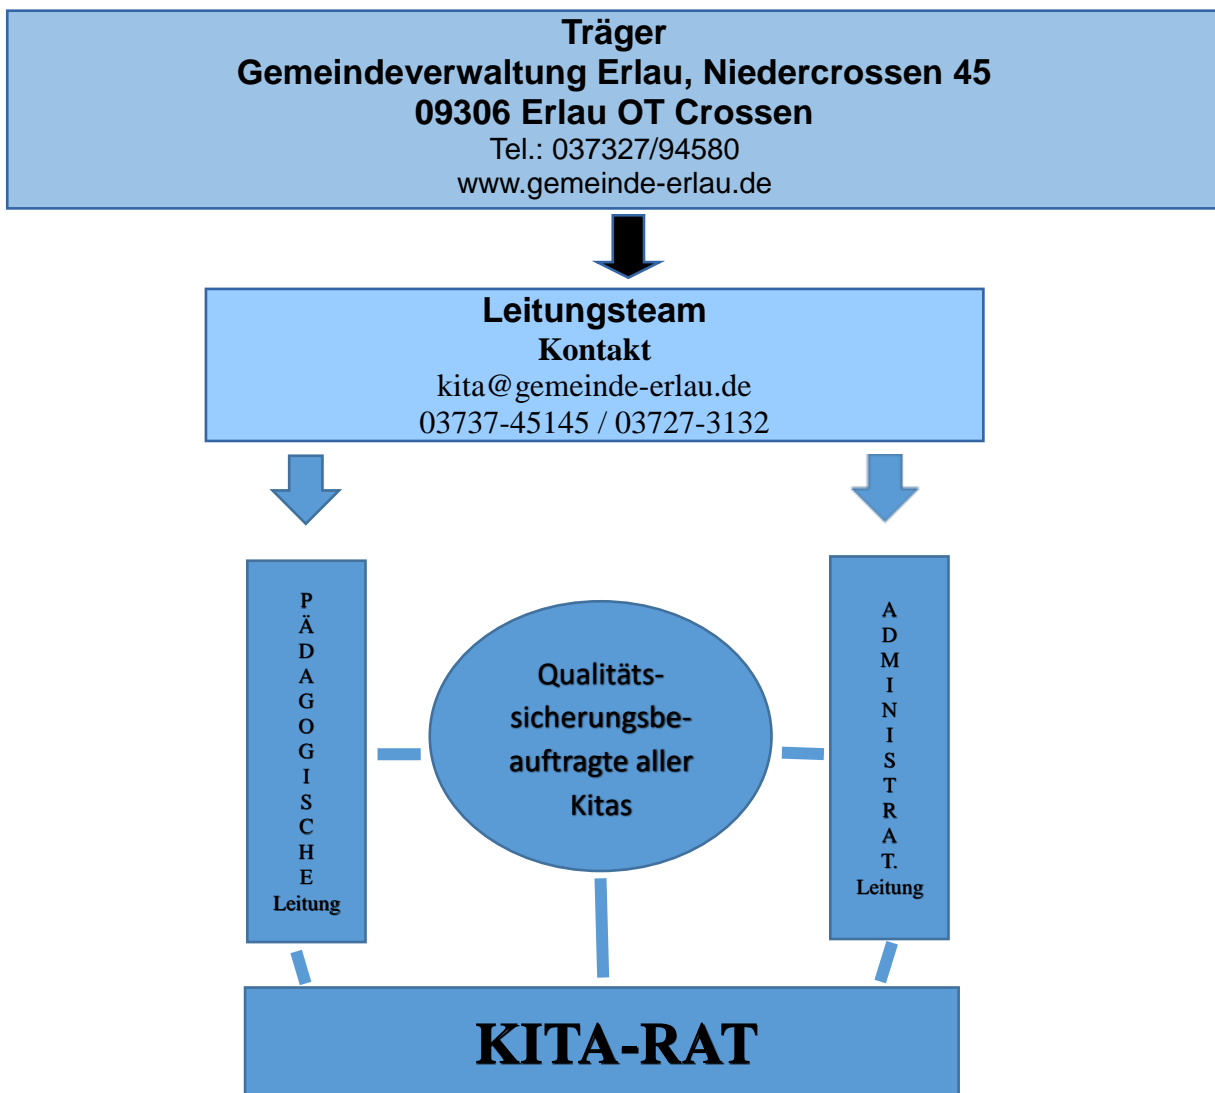 Träger
Gemeindeverwaltung Erlau, Niedercrossen 45
09306 Erlau OT Crossen
Tel.: 037327/94580
www.gemeinde-erlau.de
Leitungsteam
Kontakt
kita@gemeinde-erlau.de
03737-45145 / 03727-3132
P
Ä
D
A
G
O
G
I
S
C
H
E
Leitung
Qualitäts-
sicherungsbe-
auftragte aller
Kitas
A
D
M
I
N
I
S
T
R
A
T.
Leitung
KITA-RAT